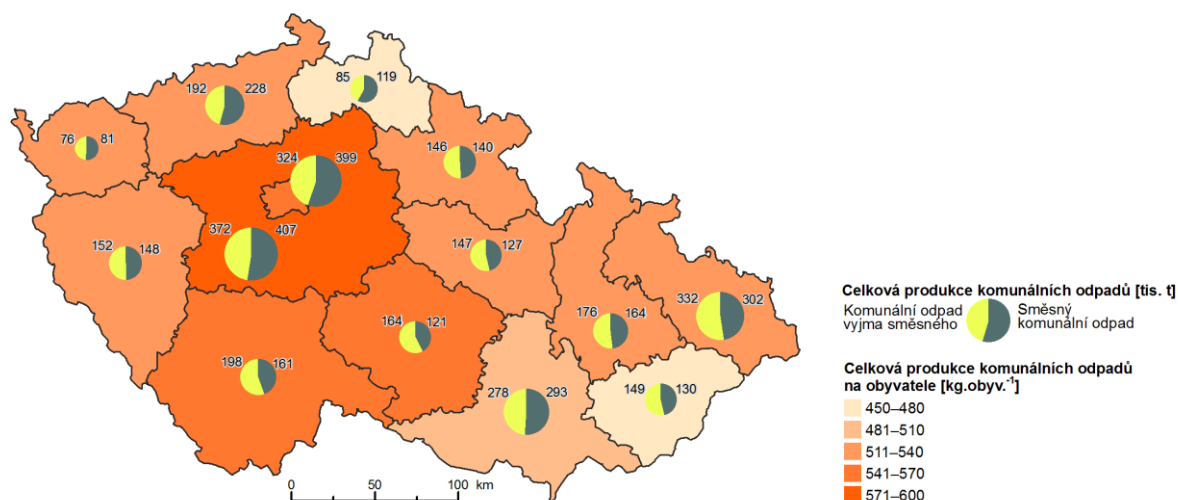 85 119
192 228
76 81
146 140
324 399
372 407
152 148
147 127
332 302
176 164
164 121
198 161
278 293
149 130
0 50 100 km
Celková produkce komunálních odpadů [tis. t]
Komunální odpad
vyjma směsného
Směsný
komunální odpad
Celková produkce komunálních odpadů
na obyvatele [kg.obyv.⁻¹]
450–480
481–510
511–540
541–570
571–600